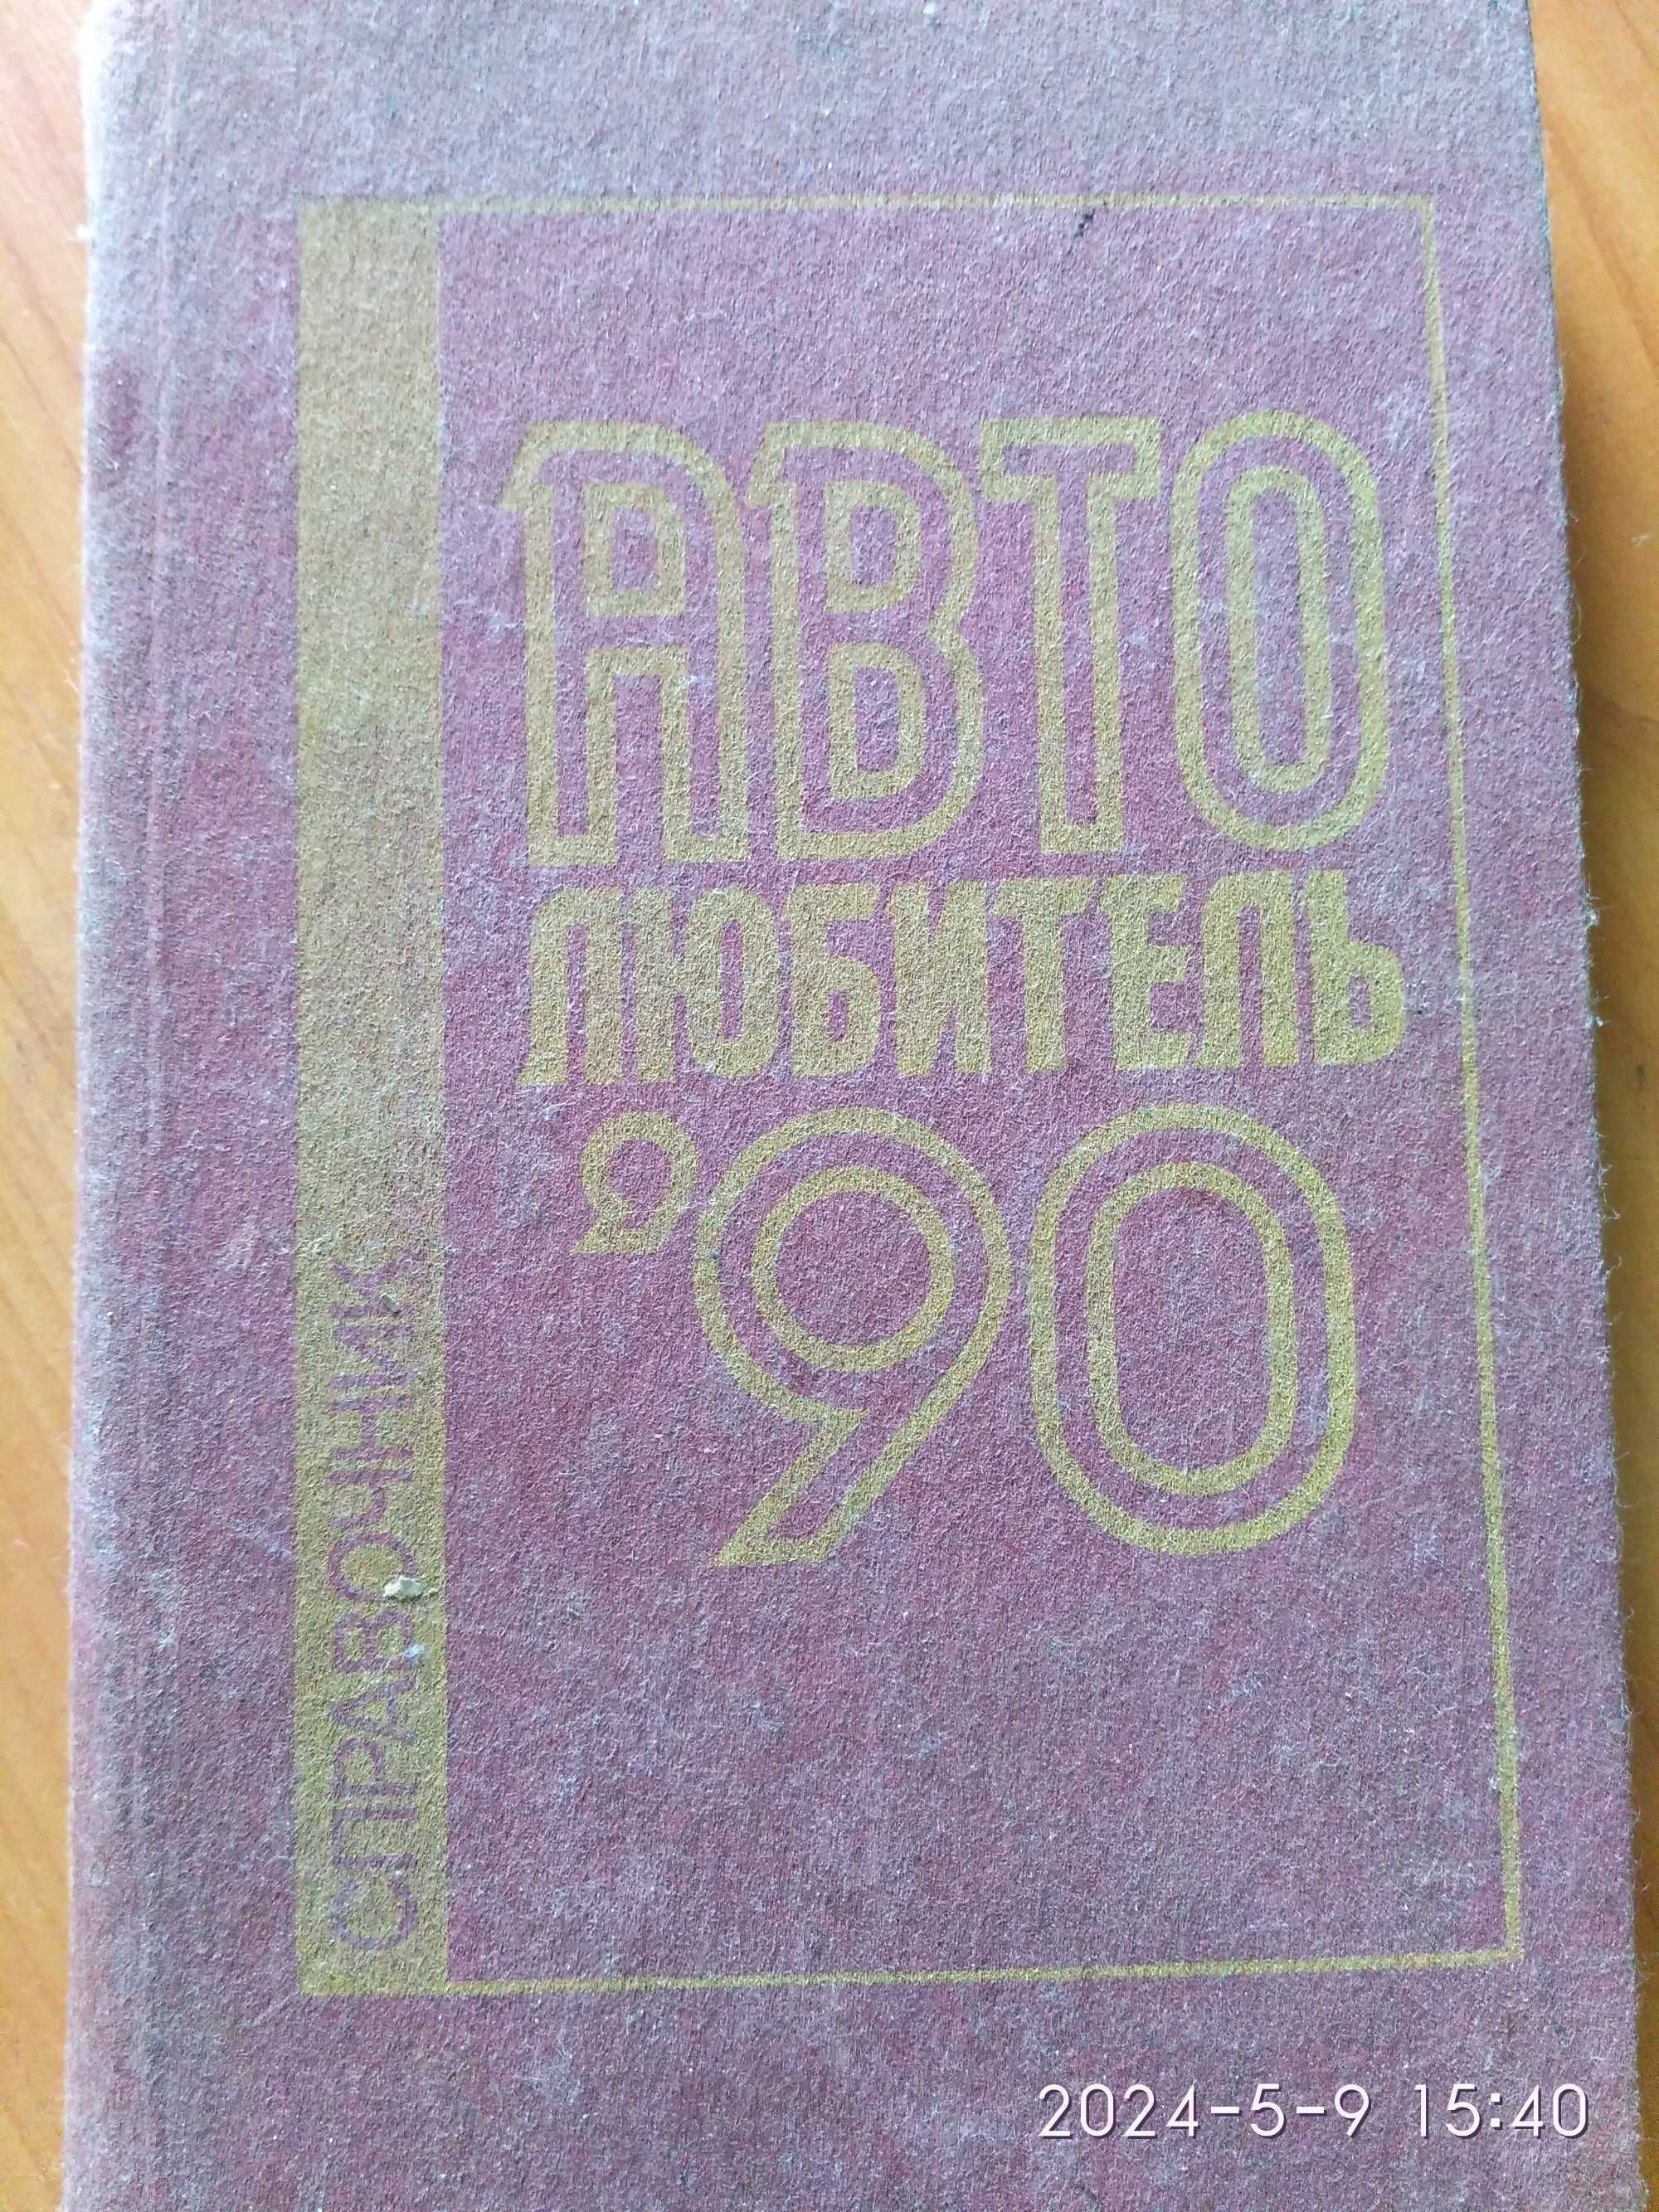 СПРАВОЧНИК
АВТО
ЛЮБИТЕЛЬ
‘90
2024-5-9 15:40